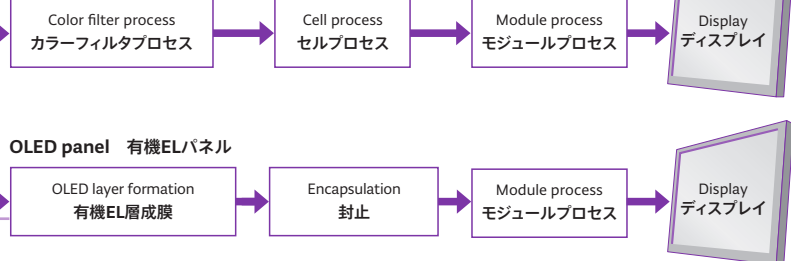 Color filter process
カラーフィルタプロセス
Cell process
セルプロセス
Module process
モジュールプロセス
Display
ディスプレイ
OLED panel 有機ELパネル
OLED layer formation
有機EL層成膜
Encapsulation
封止
Module process
モジュールプロセス
Display
ディスプレイ